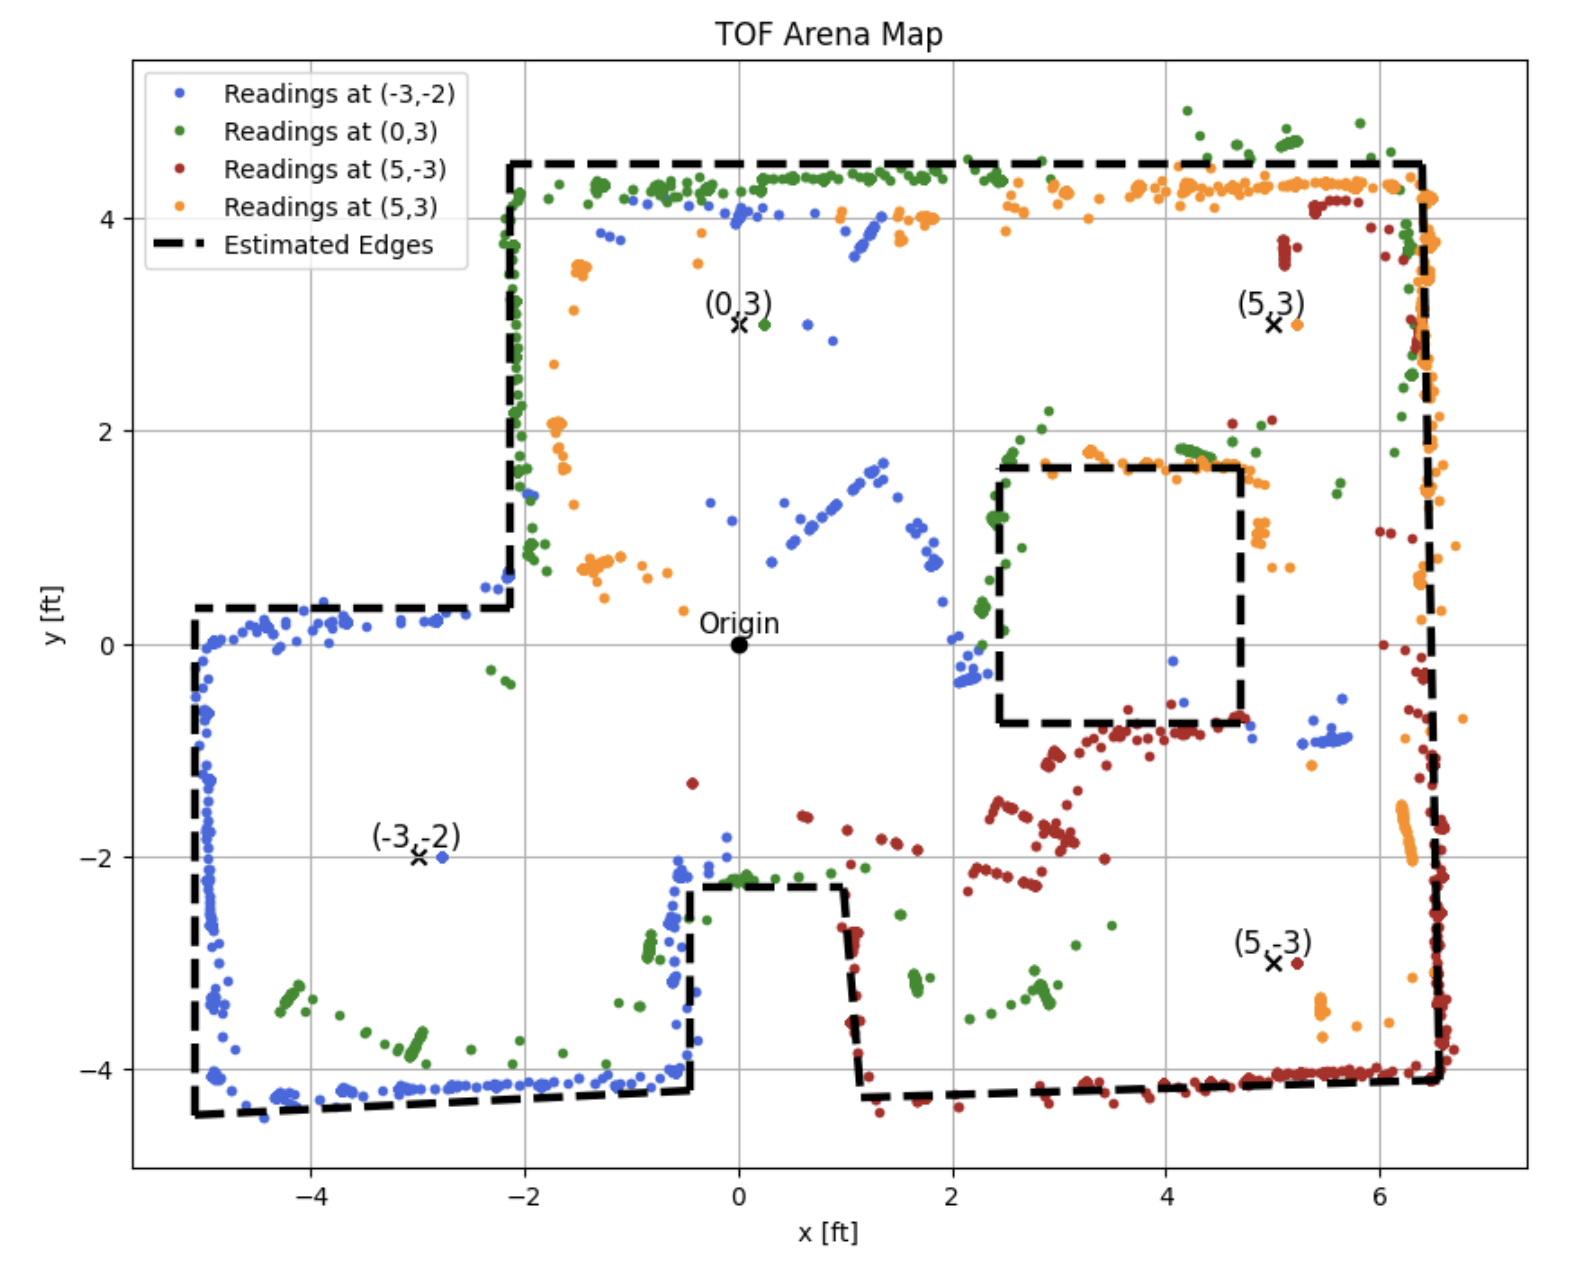 TOF Arena Map
Readings at (-3,-2)
Readings at (0,3)
Readings at (5,-3)
Readings at (5,3)
Estimated Edges
(0,3)
(5,3)
Origin
(-3,-2)
(5,-3)
4
2
0
−2
−4
y [ft]
−4
−2
0
2
4
6
x [ft]